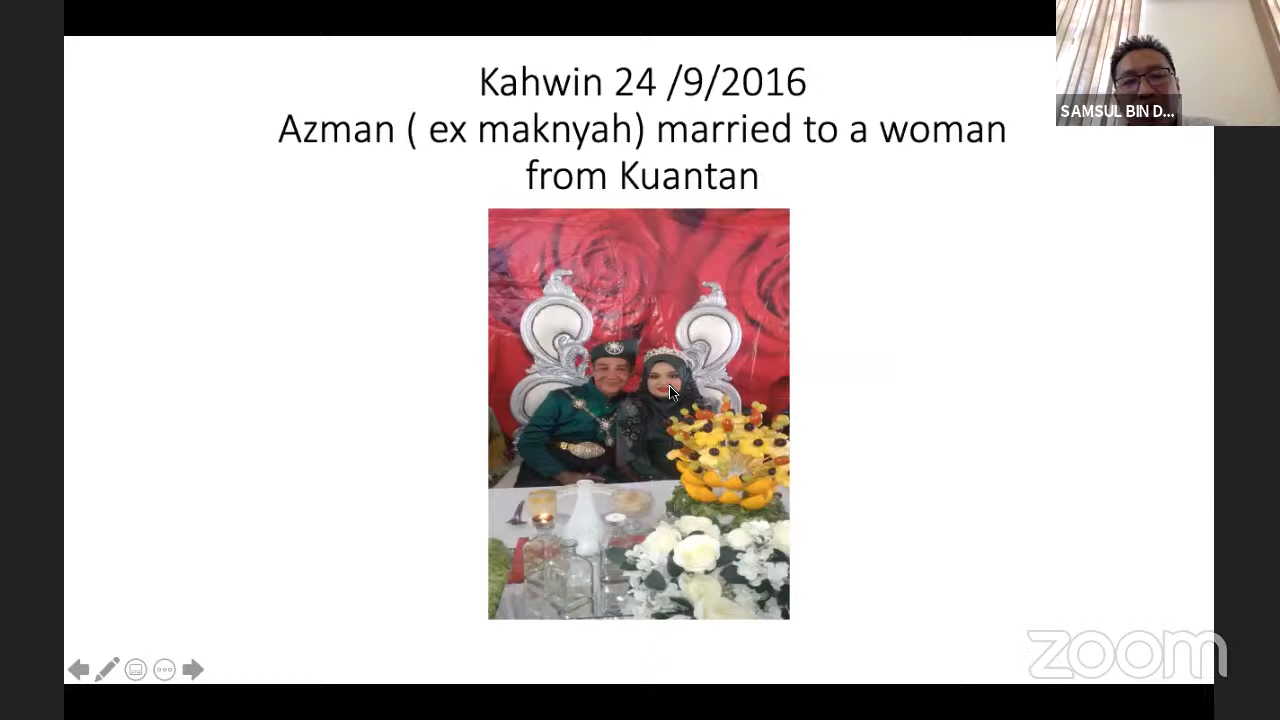 Kahwin 24 /9/2016
Azman ( ex maknyah) married to a woman
from Kuantan
SAMSUL BIN D...
zoom